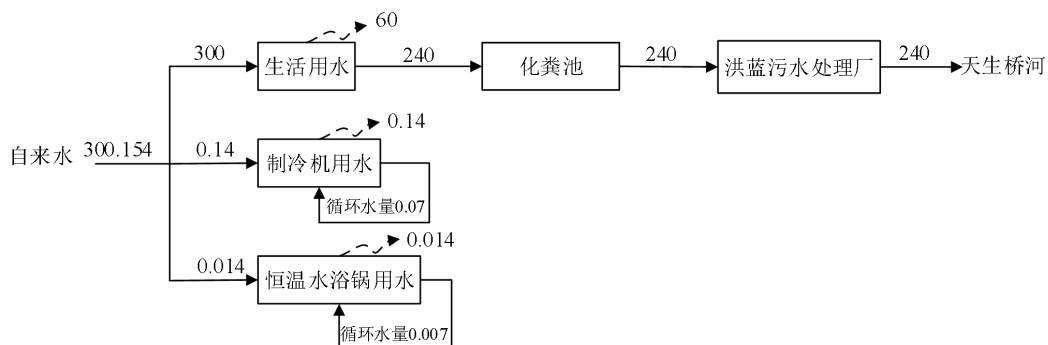 60
300
生活用水
240
化粪池
240
洪蓝污水处理厂
240
天生桥河
自来水
300.154
0.14
制冷机用水
0.14
循环水量0.07
0.014
恒温水浴锅用水
0.014
循环水量0.007